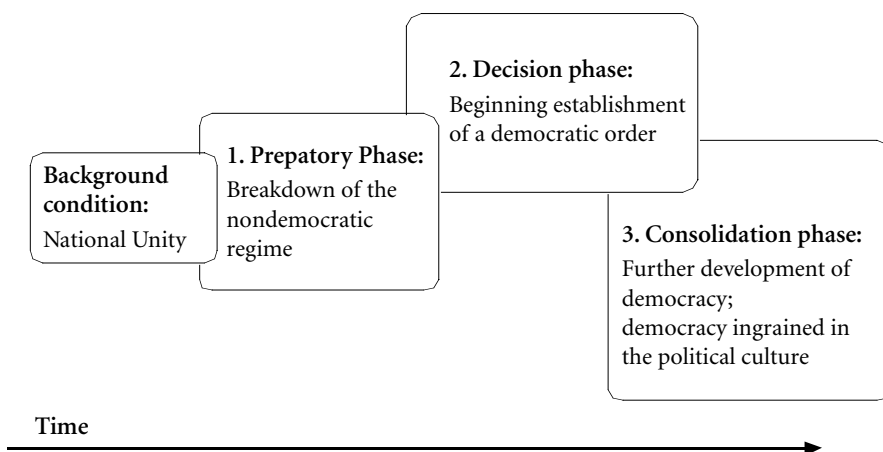 Background
condition:
National Unity
1. Prepatory Phase:
Breakdown of the
nondemocratic
regime
2. Decision phase:
Beginning establishment
of a democratic order
3. Consolidation phase:
Further development of
democracy;
democracy ingrained in
the political culture
Time